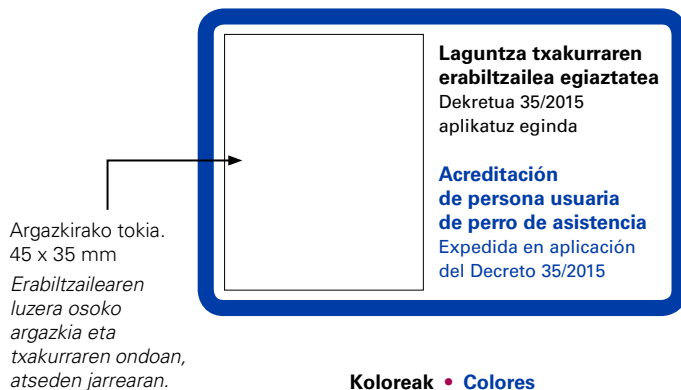 Laguntza txakurraren
erabiltzailea egiaztatea
Dekretua 35/2015
aplikatuz eginda
Acreditación
de persona usuaria
de perro de asistencia
Expedida en aplicación
del Decreto 35/2015
Argazkirako tokia.
45 x 35 mm
Erabiltzailearen
luzera osoko
argazkia eta
txakurraren ondoan,
atseden jarrearan.
Koloreak • Colores